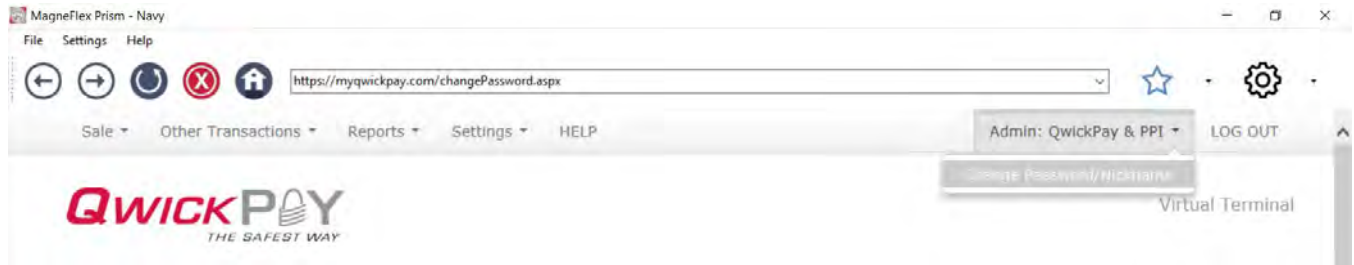 MagneFlex Prism - Navy
File Settings Help
https://myqwickpay.com/changePassword.aspx
Sale Other Transactions Reports Settings HELP Admin: QwickPay & PPI LOG OUT
Change Password/Nickname
QWICKPAY
THE SAFEST WAY
Virtual Terminal